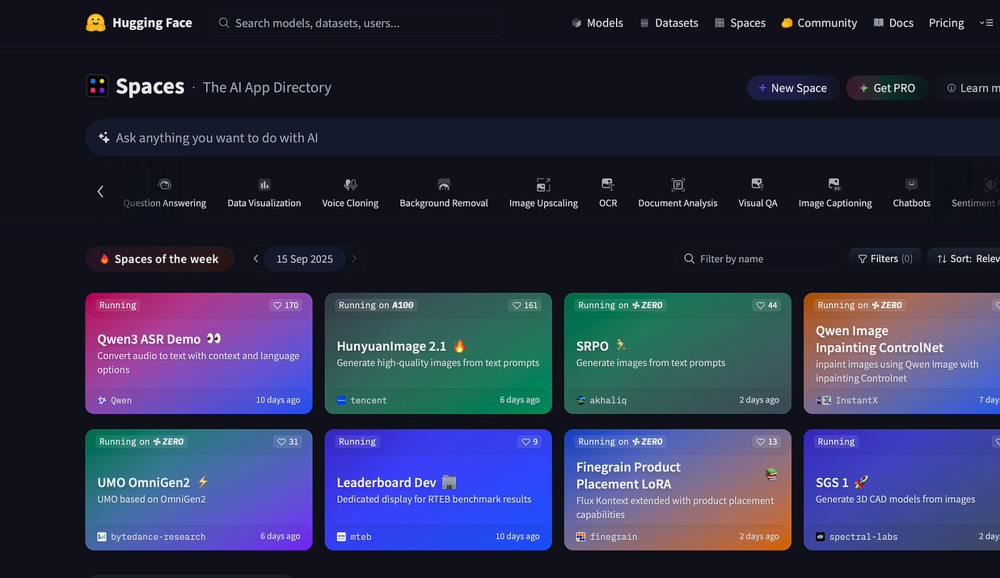 Hugging Face
Search models, datasets, users...
Models
Datasets
Spaces
Community
Docs
Pricing
Spaces · The AI App Directory
+ New Space
Get PRO
Learn
Ask anything you want to do with AI
Question Answering
Data Visualization
Voice Cloning
Background Removal
Image Upscaling
OCR
Document Analysis
Visual QA
Image Captioning
Chatbots
Sentiment
Spaces of the week
15 Sep 2025
Filter by name
Filters (0)
Sort:
Running
170
Qwen3 ASR Demo 👀
Convert audio to text with context and language
options
Qwen
10 days ago
Running on A100
161
HunyuanImage 2.1 🔥
Generate high-quality images from text prompts
tencent
6 days ago
Running on ZERO
44
SRPO 🏃
Generate images from text prompts
akhaliq
2 days ago
Running on ZERO
Qwen Image
Inpainting ControlNet
inpaint images using Qwen Image with
inpainting Controlnet
InstantX
7
Running on ZERO
31
UMO OmniGen2 ⚡
UMO based on OmniGen2
bytedance-research
6 days ago
Running
9
Leaderboard Dev 🏢
Dedicated display for RTEB benchmark results
mteb
10 days ago
Running on ZERO
13
Finegrain Product
Placement LoRA 📚
Flux Kontext extended with product placement
capabilities
finegrain
2 days ago
Running
SGS 1 🚀
Generate 3D CAD models from images
spectral-labs
2